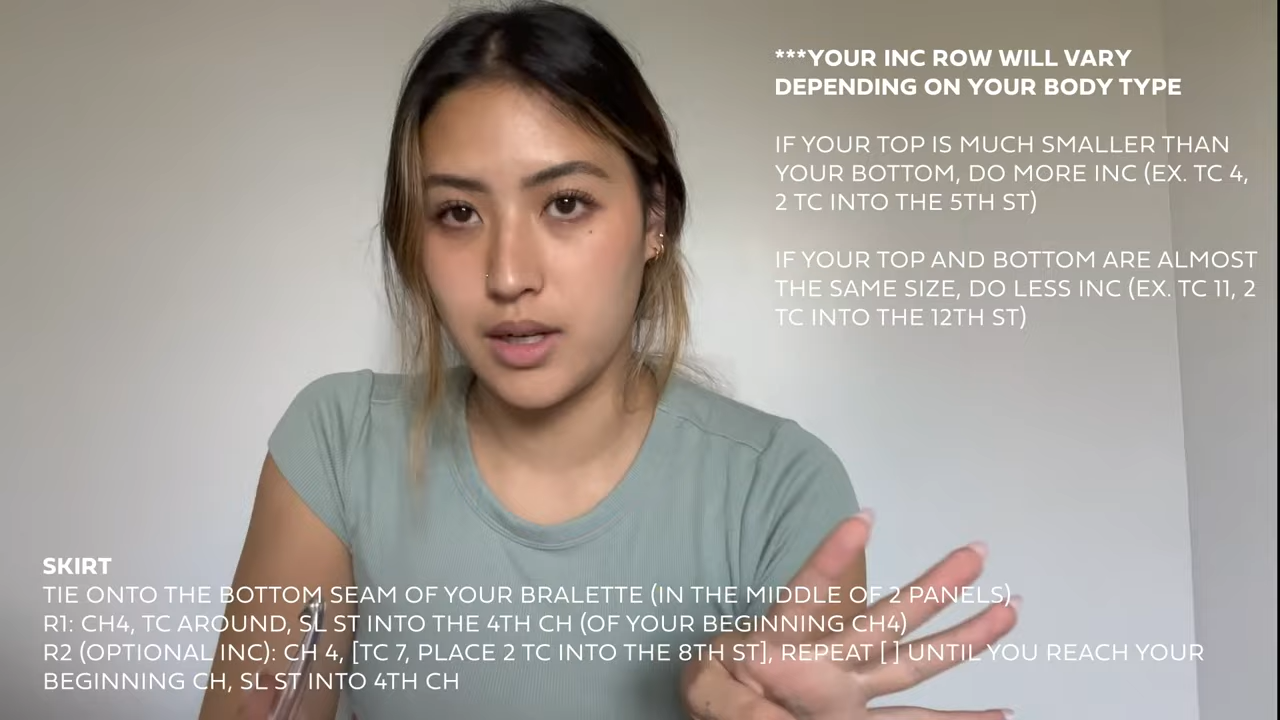 ***YOUR INC ROW WILL VARY
DEPENDING ON YOUR BODY TYPE
IF YOUR TOP IS MUCH SMALLER THAN
YOUR BOTTOM, DO MORE INC (EX. TC 4,
2 TC INTO THE 5TH ST)
IF YOUR TOP AND BOTTOM ARE ALMOST
THE SAME SIZE, DO LESS INC (EX. TC 11, 2
TC INTO THE 12TH ST)
SKIRT
TIE ONTO THE BOTTOM SEAM OF YOUR BRALETTE (IN THE MIDDLE OF 2 PANELS)
R1: CH4, TC AROUND, SL ST INTO THE 4TH CH (OF YOUR BEGINNING CH4)
R2 (OPTIONAL INC): CH 4, [TC 7, PLACE 2 TC INTO THE 8TH ST], REPEAT [ ] UNTIL YOU REACH YOUR
BEGINNING CH, SL ST INTO 4TH CH